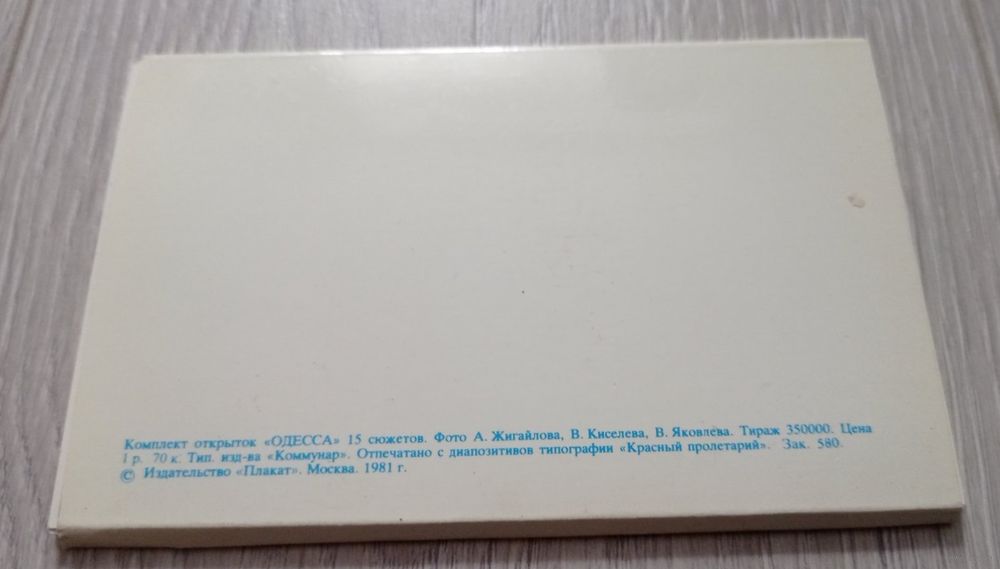 Комплект открыток «ОДЕССА» 15 сюжетов. Фото А. Жигайлова, В. Киселева, В. Яковлева. Тираж 350000. Цена
1 р. 70 к. Тип. изд-ва «Коммунар». Отпечатано с диапозитивов типографии «Красный пролетарий». Зак. 580.
© Издательство «Плакат». Москва. 1981 г.